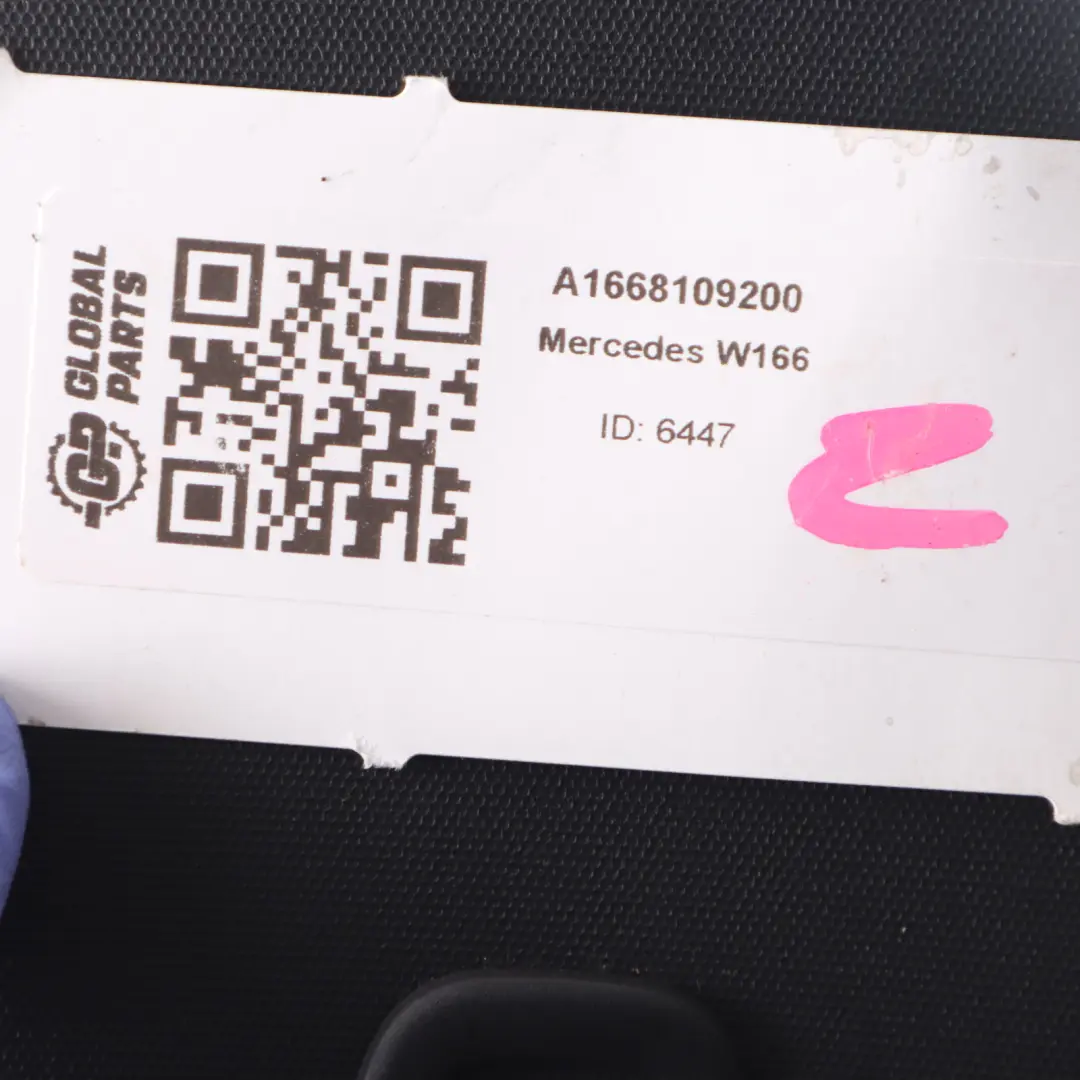 GLOBAL
PARTS
A1668109200
Mercedes W166
ID: 6447